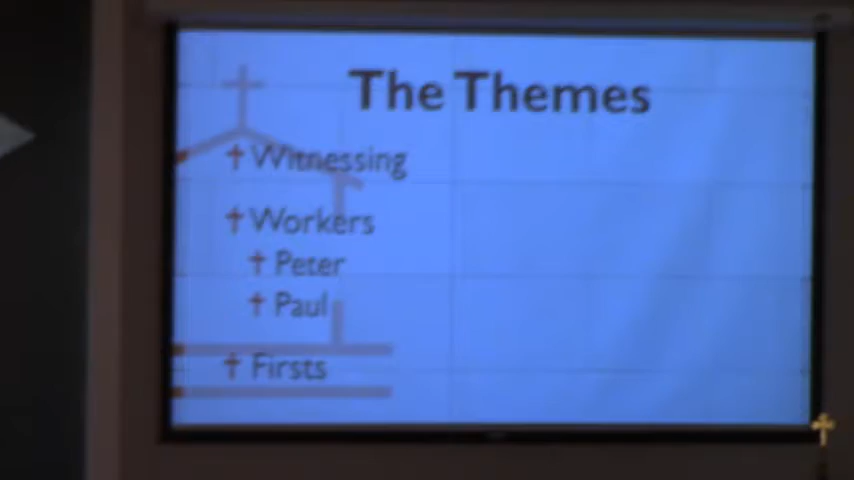 The Themes
Witnessing
Workers
Peter
Paul
Firsts